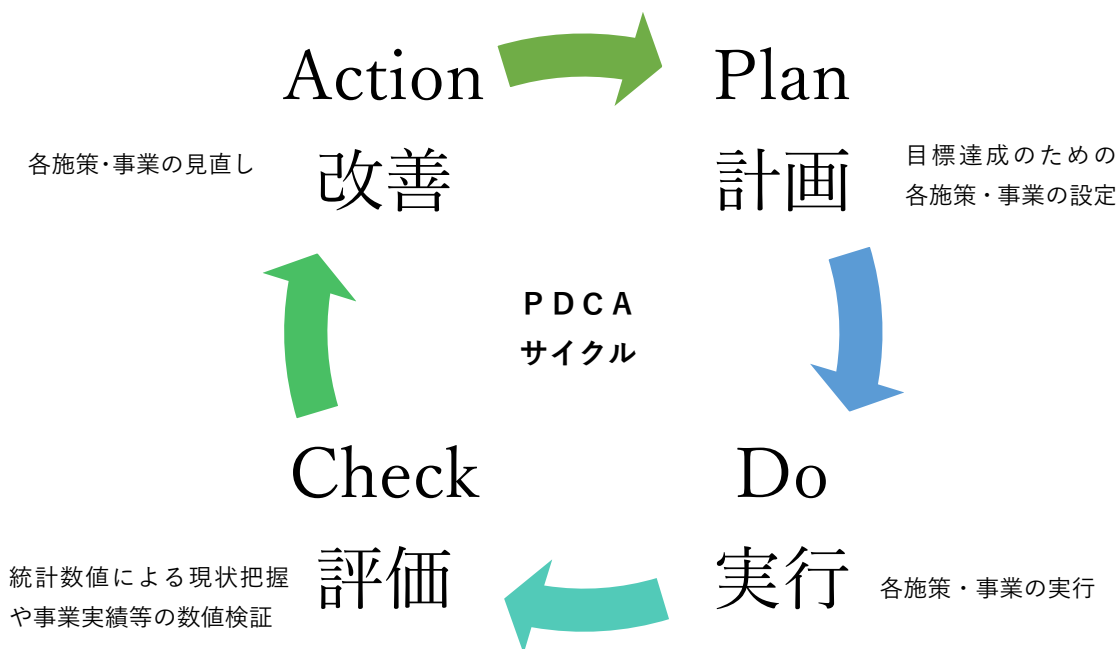 Action
改善
各施策･事業の見直し
Plan
計画
目標達成のための
各施策・事業の設定
ＰＤＣＡ
サイクル
Check
評価
統計数値による現状把握
や事業実績等の数値検証
Do
実行
各施策・事業の実行